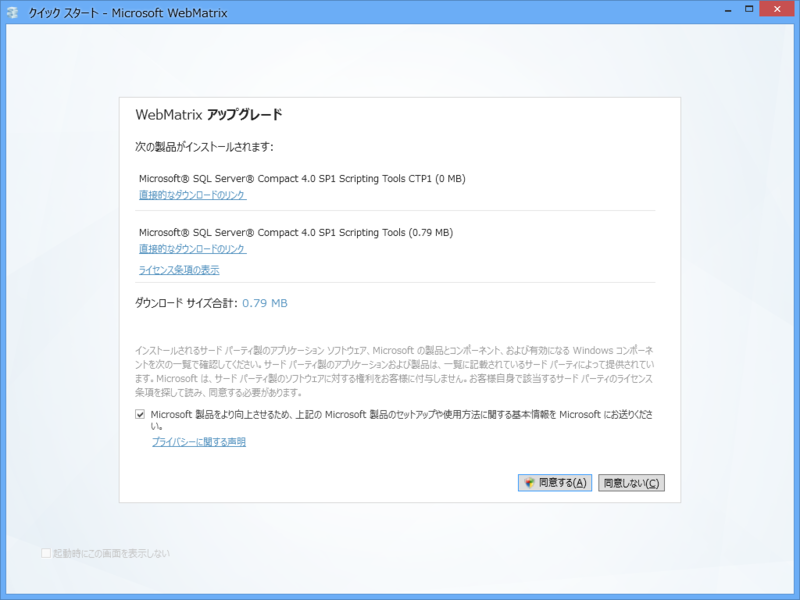 クイック スタート - Microsoft WebMatrix
WebMatrix アップグレード
次の製品がインストールされます:
Microsoft® SQL Server® Compact 4.0 SP1 Scripting Tools CTP1 (0 MB)
直接的なダウンロードのリンク
Microsoft® SQL Server® Compact 4.0 SP1 Scripting Tools (0.79 MB)
直接的なダウンロードのリンク
ライセンス条項の表示
ダウンロード サイズ合計: 0.79 MB
インストールされるサード パーティ製のアプリケーション ソフトウェア、Microsoft の製品とコンポーネント、および有効になる Windows コンポーネ
ントを次の一覧で確認してください。サード パーティ製のアプリケーションおよび製品は、一覧に記載されているサード パーティによって提供されてい
ます。Microsoft は、サード パーティ製のソフトウェアに対する権利をお客様に付与しません。お客様自身で該当するサード パーティのライセンス
条項を探して読み、同意する必要があります。
Microsoft 製品をより向上させるため、上記の Microsoft 製品のセットアップや使用方法に関する基本情報を Microsoft にお送りくださ
い。
プライバシーに関する声明
同意する(A) 同意しない(C)
起動時にこの画面を表示しない